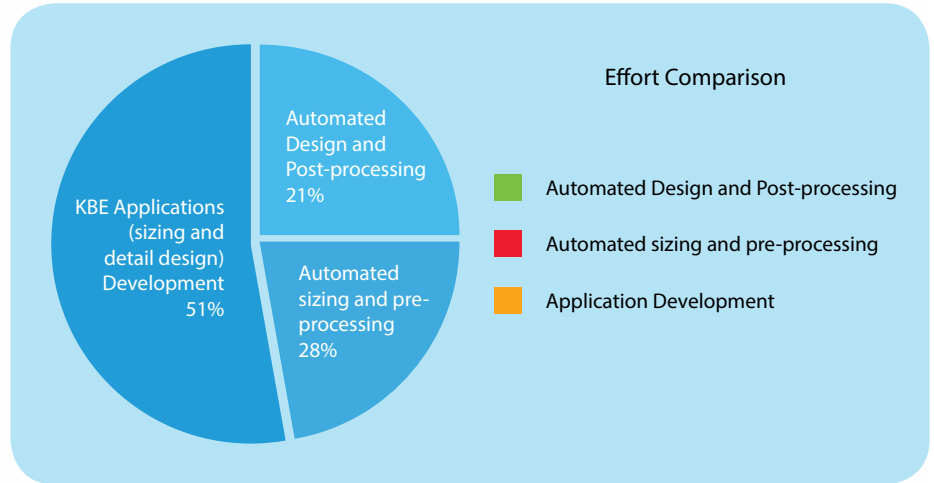 Effort Comparison
Automated
Design and
Post-processing
21%
KBE Applications
(sizing and
detail design)
Development
51%
Automated
sizing and pre-
processing
28%
Automated Design and Post-processing
Automated sizing and pre-processing
Application Development